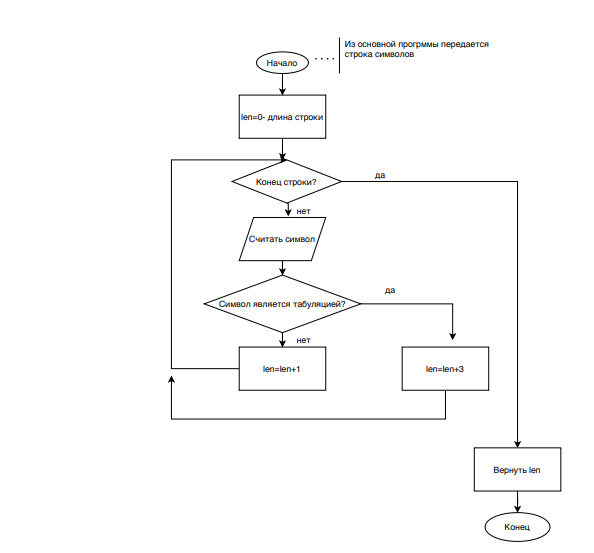 Из основной прогрммы передается
строка символов
Начало
len=0- длина строки
Конец строки?
да
нет
Считать символ
Символ является табуляцией?
да
нет
len=len+1
len=len+3
Вернуть len
Конец